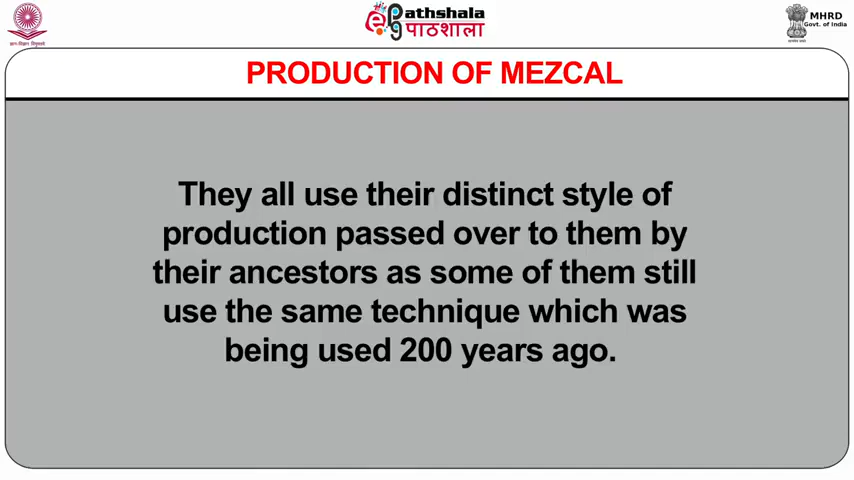 ePathshala
पाठशाला
MHRD
Govt. of India
PRODUCTION OF MEZCAL
They all use their distinct style of
production passed over to them by
their ancestors as some of them still
use the same technique which was
being used 200 years ago.